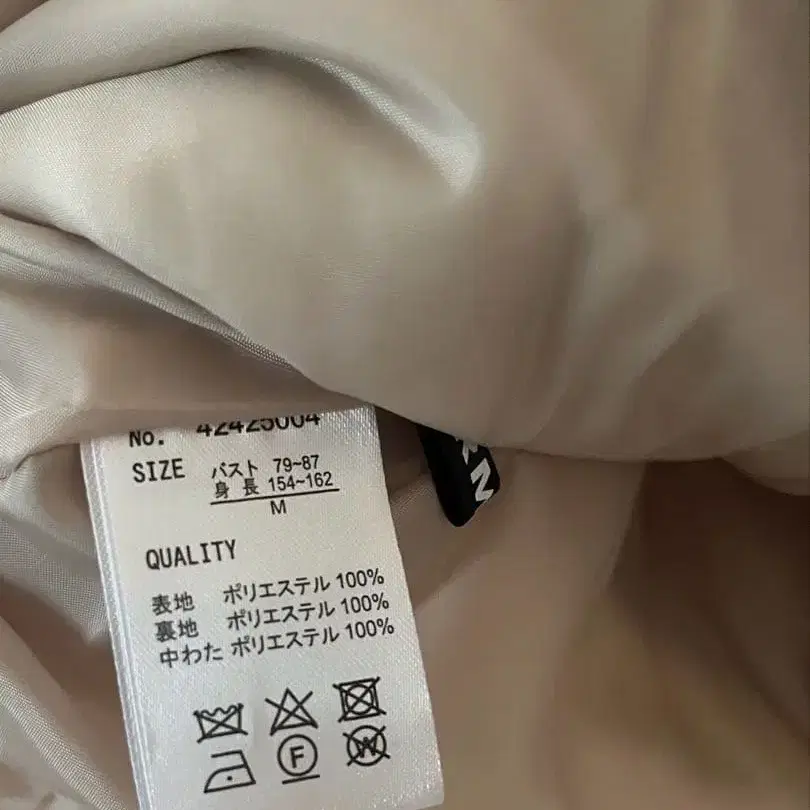 No. 42425004
SIZE バスト 79~87
身長 154~162
M
QUALITY
表地 ポリエステル 100%
裏地 ポリエステル 100%
中わた ポリエステル 100%
F
W